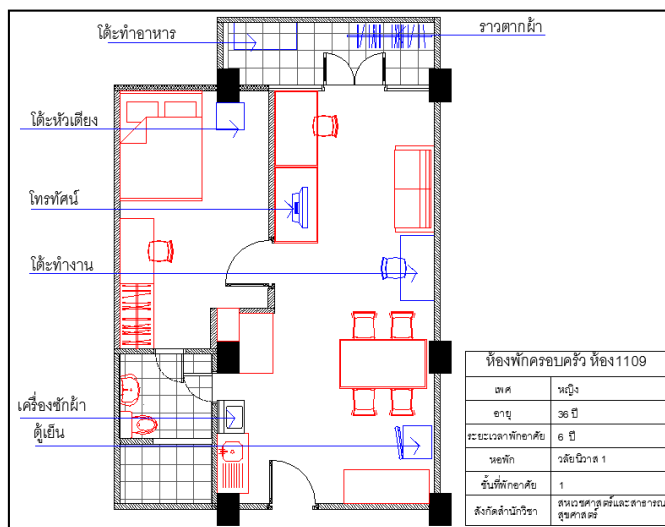 โต๊ะทำอาหาร
ราวตากผ้า
โต๊ะหัวเตียง
โทรทัศน์
โต๊ะทำงาน
เครื่องซักผ้า
ตู้เย็น
ห้องพักครอบครัว ห้อง1109
เพศ หญิง
อายุ 36 ปี
ระยะเวลาพักอาศัย 6 ปี
หอพัก วลัยนิวาส 1
ชั้นที่พักอาศัย 1
สังกัดสำนักวิชา สหเวชศาสตร์และสาธารณ
สุขศาสตร์